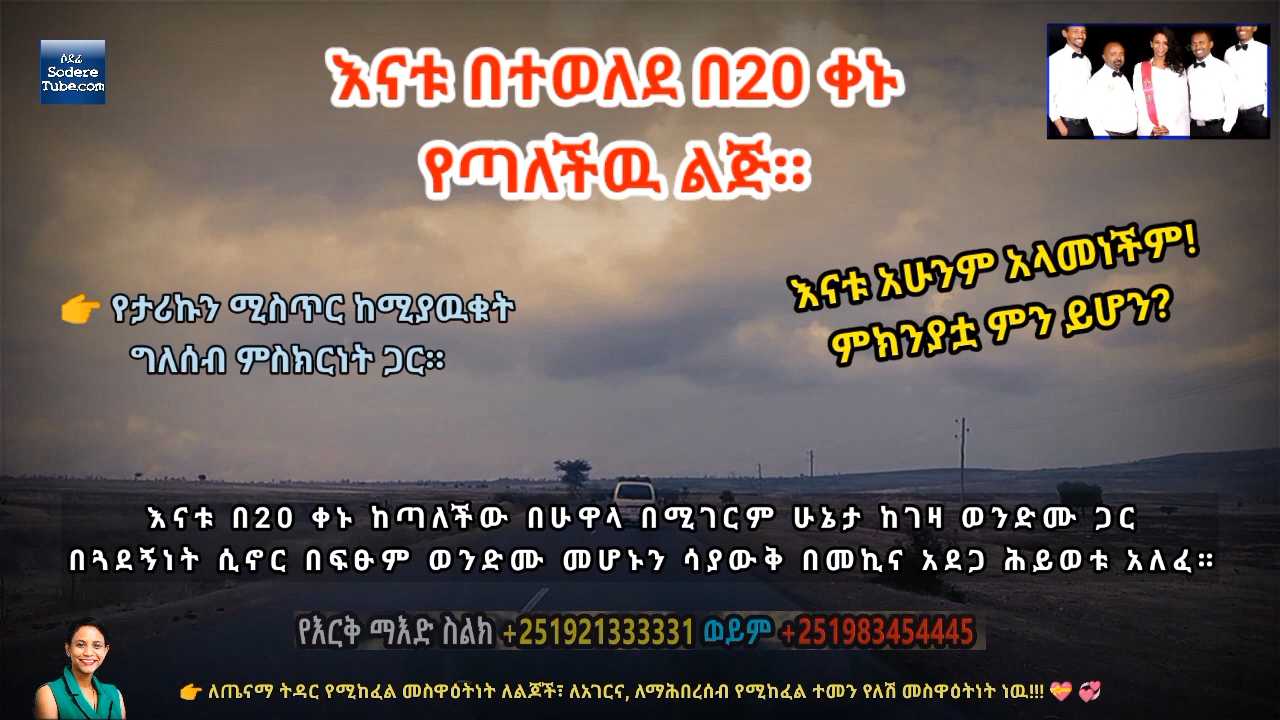 ሶደሬ
Sodere
Tube.com
እናቱ በተወለደ በ20 ቀኑ
የጣለችዉ ልጅ።
እናቱ አሁንም አላመነችም!
ምክንያቷ ምን ይሆን?
👉 የታሪኩን ሚስጥር ከሚያዉቁት
ግለሰብ ምስክርነት ጋር።
እናቱ በ20 ቀኑ ከጣለችው በሁዋላ በሚገርም ሁኔታ ከገዛ ወንድሙ ጋር
በጓደኝነት ሲኖር በፍፁም ወንድሙ መሆኑን ሳያውቅ በመኪና አደጋ ሕይወቱ አለፈ።
የእርቅ ማእድ ስልክ +251921333331 ወይም +251983454445
👉 ለጤናማ ትዳር የሚከፈል መስዋዕትነት ለልጆች፣ ለአገርና, ለማሕበረሰብ የሚከፈል ተመን የለሽ መስዋዕትነት ነዉ!!! 💝 💞